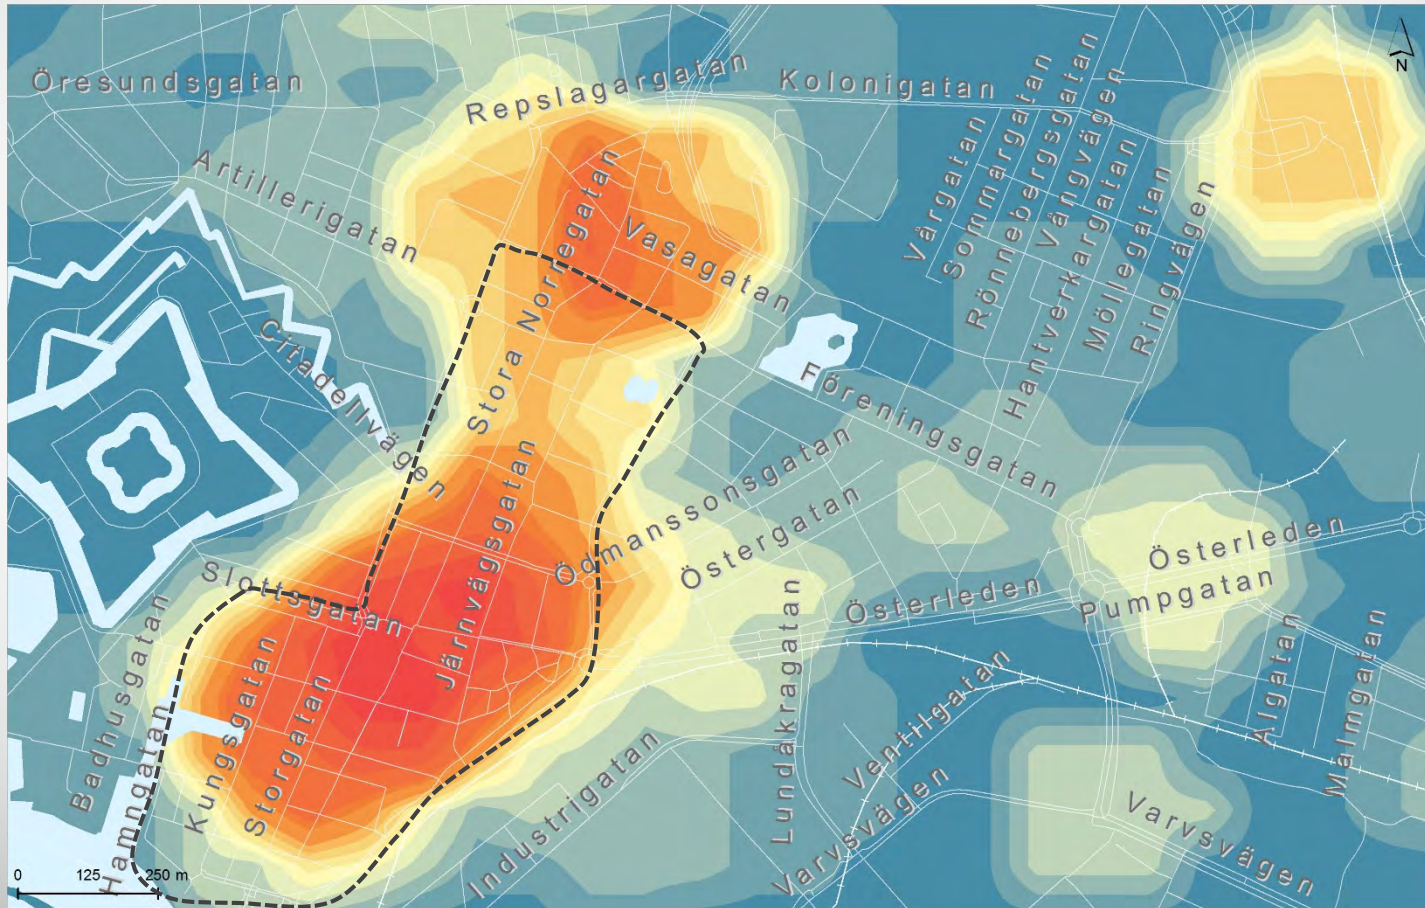 N
Öresundsgatan
Repslagargatan
Kolonigatan
Artillerigatan
Vårgatan
Sommargatan
Rönnebergsgatan
Vångvägen
Hantverkargatan
Möllegatan
Ringvägen
Vasagatan
Stora Norregatan
Citadellvägen
Föreningsgatan
Järnvägsgatan
Ödmanssonsgatan
Östergatan
Österleden
Österleden
Pumpgatan
Slottsgatan
Badhusgatan
Kungsgatan
Storgatan
Hamngatan
Industrigatan
Lundåkragatan
Ventilgatan
Varvsvägen
Varvsvägen
Algatan
Malmgatan
0 125 250 m